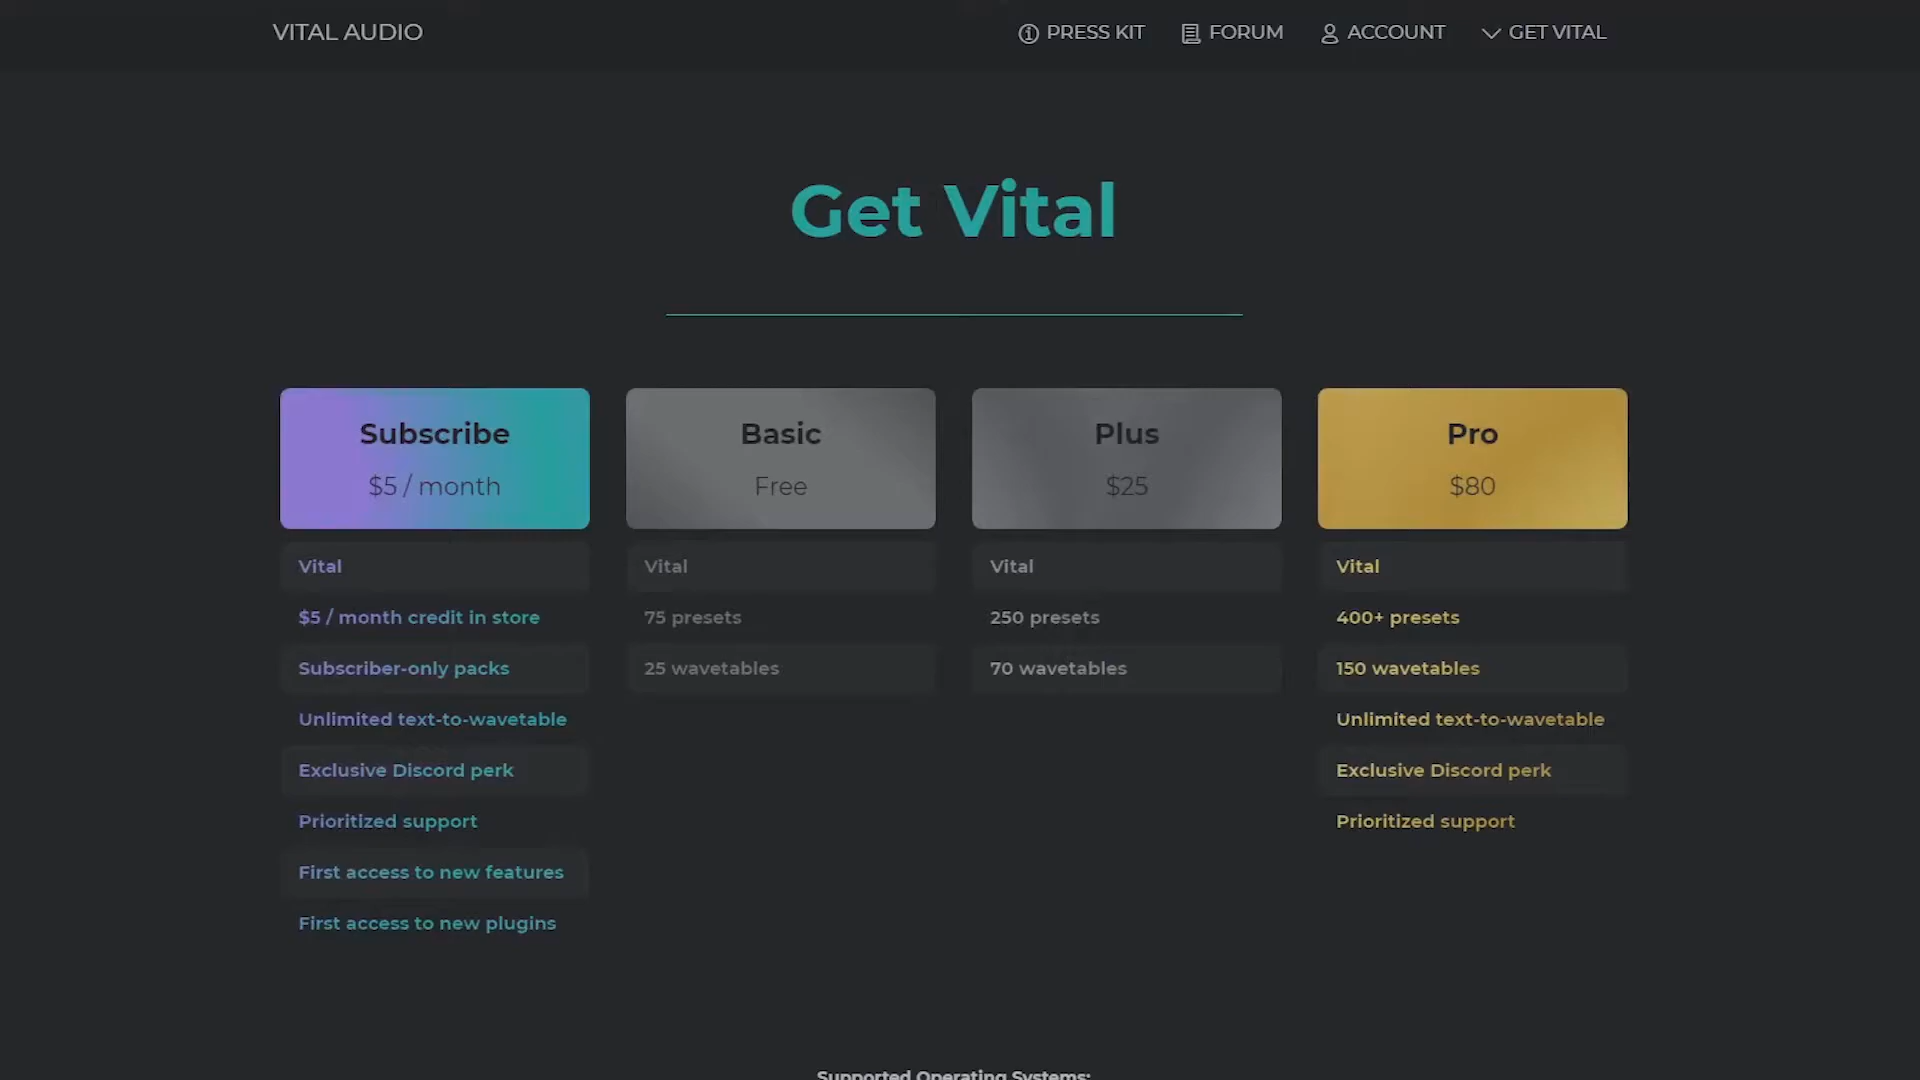 VITAL AUDIO
PRESS KIT
FORUM
ACCOUNT
GET VITAL
Get Vital
Subscribe
$5 / month
Vital
$5 / month credit in store
Subscriber-only packs
Unlimited text-to-wavetable
Exclusive Discord perk
Prioritized support
First access to new features
First access to new plugins
Basic
Free
Vital
75 presets
25 wavetables
Plus
$25
Vital
250 presets
70 wavetables
Pro
$80
Vital
400+ presets
150 wavetables
Unlimited text-to-wavetable
Exclusive Discord perk
Prioritized support
Supported Operating Systems: